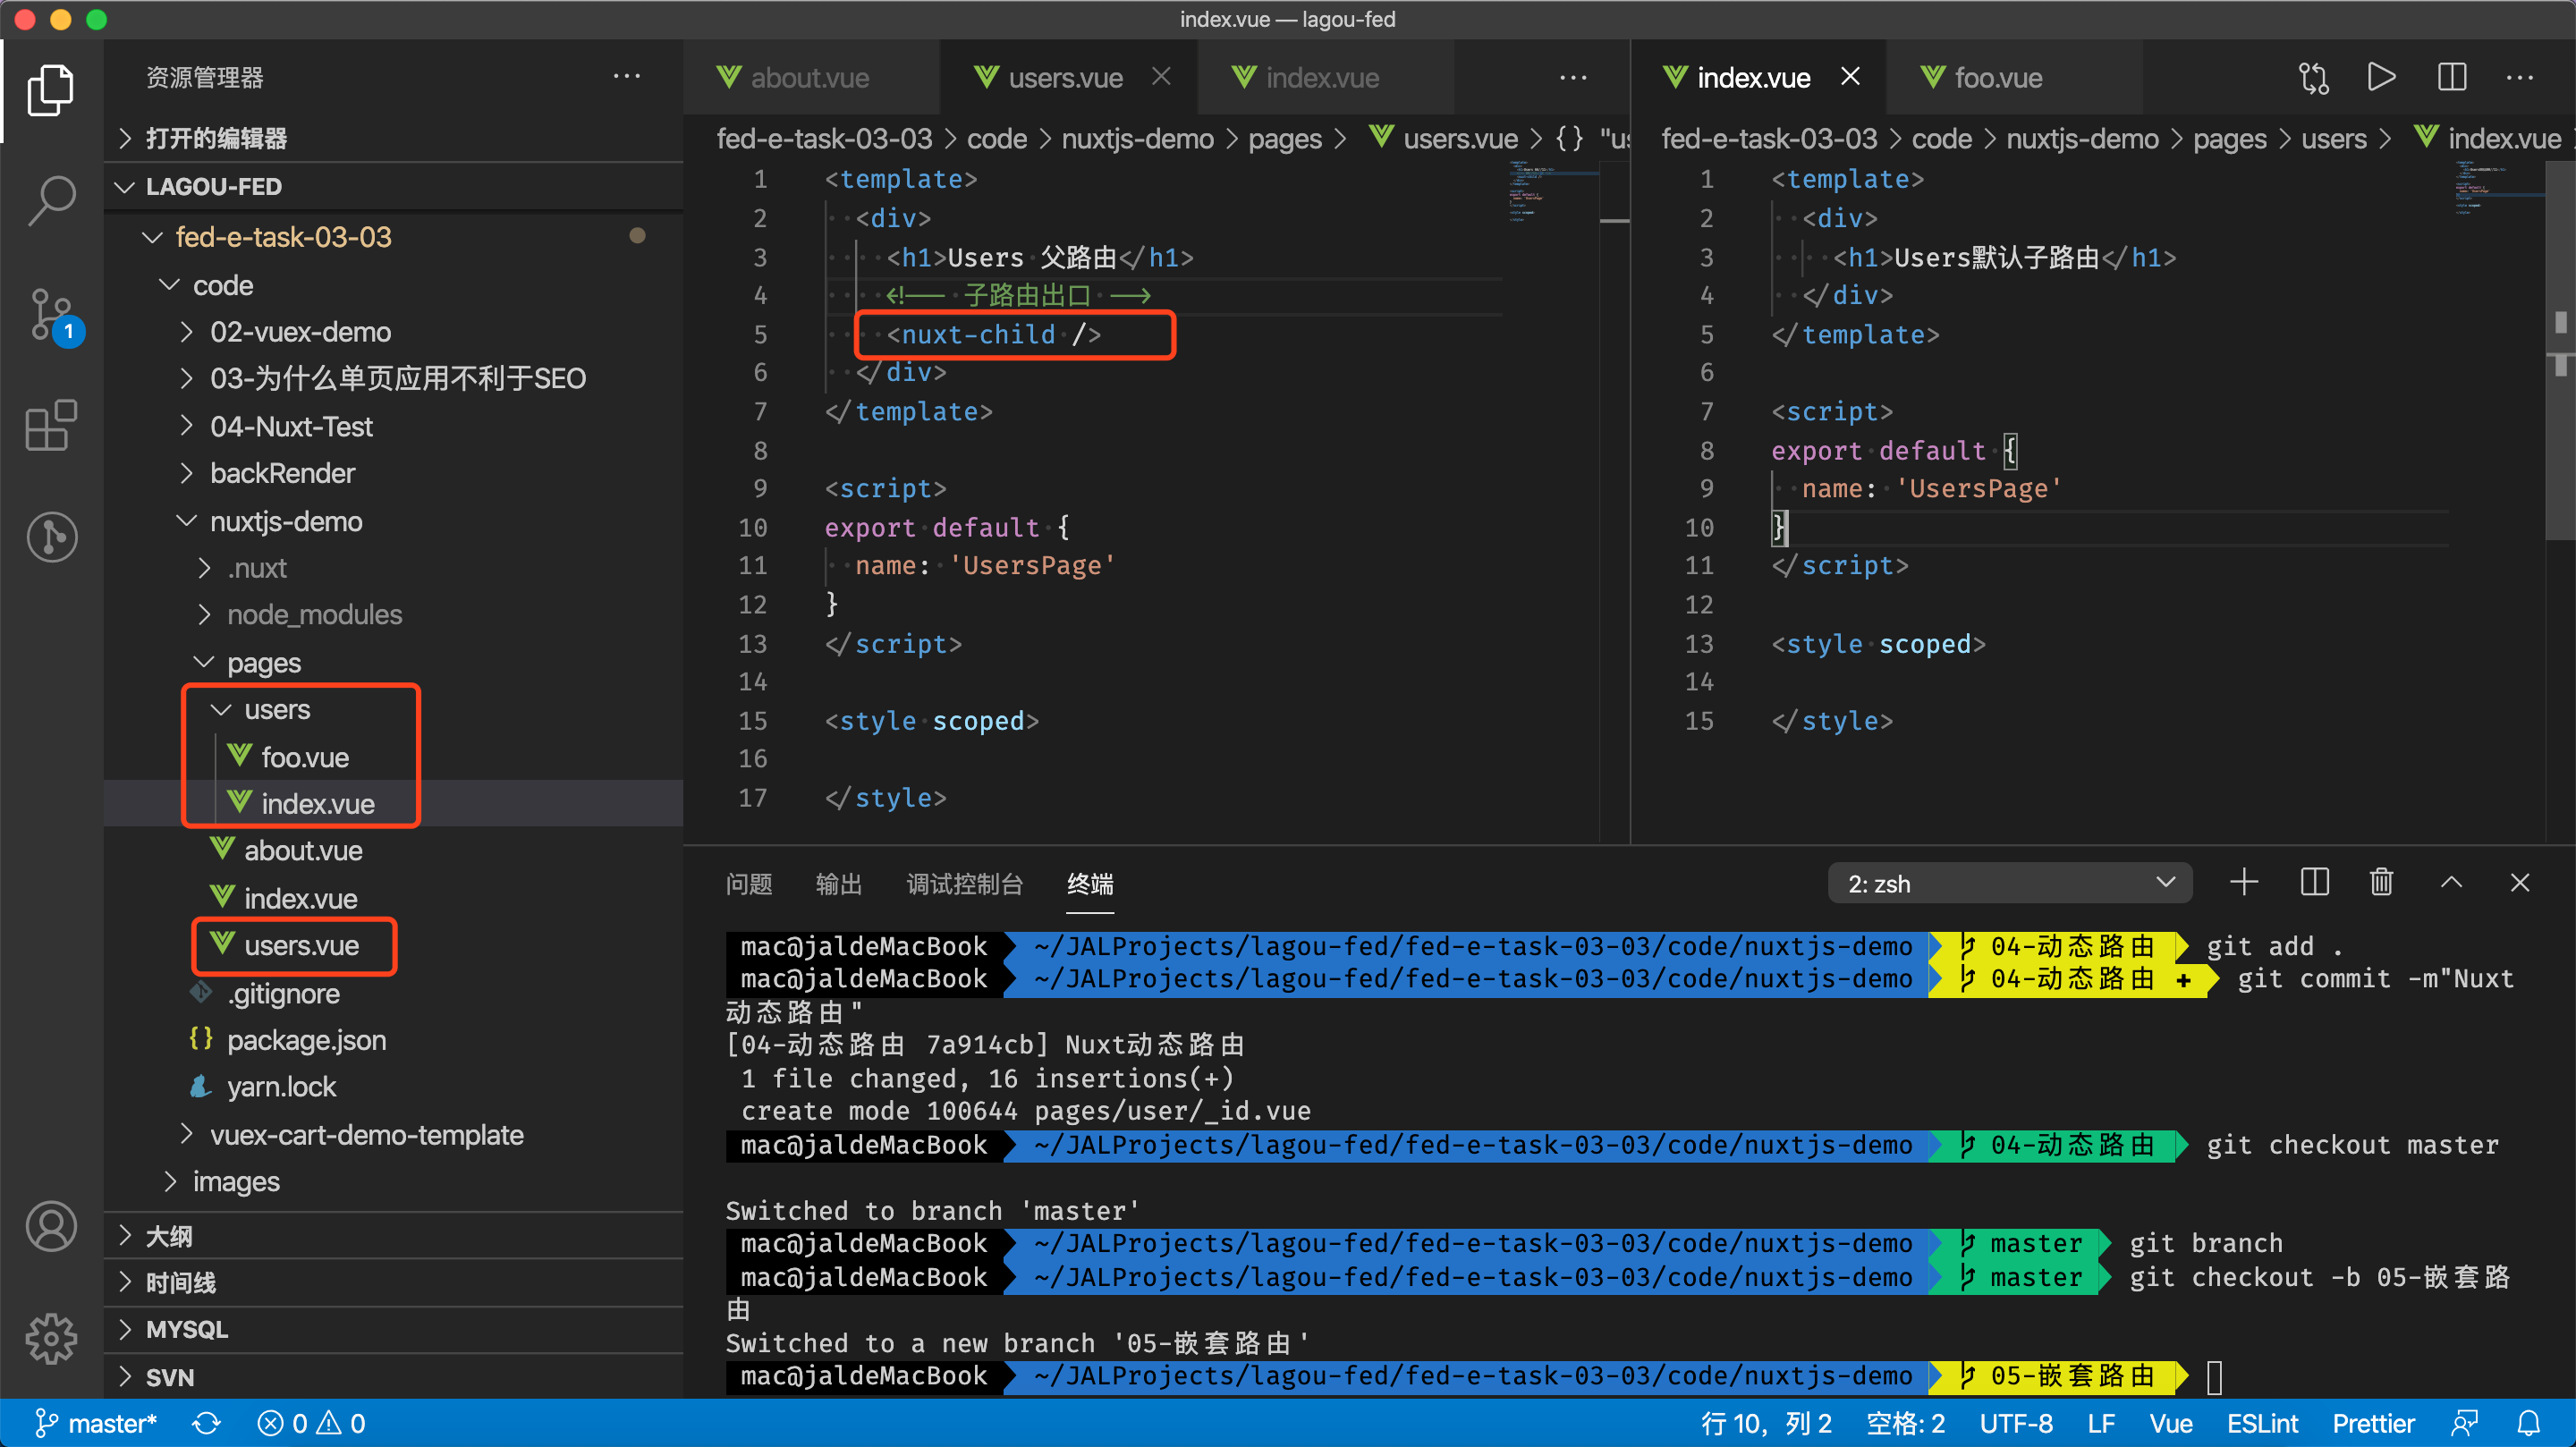 index.vue — lagou-fed
资源管理器
打开的编辑器
LAGOU-FED
fed-e-task-03-03
code
02-vuex-demo
03-为什么单页应用不利于SEO
04-Nuxt-Test
backRender
nuxtjs-demo
.nuxt
node_modules
pages
users
foo.vue
index.vue
about.vue
index.vue
users.vue
.gitignore
package.json
yarn.lock
vuex-cart-demo-template
images
大纲
时间线
MYSQL
SVN
1
about.vue users.vue index.vue
fed-e-task-03-03 > code > nuxtjs-demo > pages > users.vue > {} "us
1 <template>
2 <div>
3 <h1>Users 父路由</h1>
4 <!-- 子路由出口 -->
5 <nuxt-child />
6 </div>
7 </template>
8
9 <script>
10 export default {
11 name: 'UsersPage'
12 }
13 </script>
14
15 <style scoped>
16
17 </style>
index.vue foo.vue
fed-e-task-03-03 > code > nuxtjs-demo > pages > users > index.vue
1 <template>
2 <div>
3 <h1>Users默认子路由</h1>
4 </div>
5 </template>
6
7 <script>
8 export default {
9 name: 'UsersPage'
10 }
11 </script>
12
13 <style scoped>
14
15 </style>
问题 输出 调试控制台 终端
2: zsh
mac@jaldeMacBook ~/JALProjects/lagou-fed/fed-e-task-03-03/code/nuxtjs-demo 04-动态路由 git add .
mac@jaldeMacBook ~/JALProjects/lagou-fed/fed-e-task-03-03/code/nuxtjs-demo 04-动态路由 + git commit -m"Nuxt
动态路由"
[04-动态路由 7a914cb] Nuxt动态路由
1 file changed, 16 insertions(+)
create mode 100644 pages/user/_id.vue
mac@jaldeMacBook ~/JALProjects/lagou-fed/fed-e-task-03-03/code/nuxtjs-demo 04-动态路由 git checkout master
Switched to branch 'master'
mac@jaldeMacBook ~/JALProjects/lagou-fed/fed-e-task-03-03/code/nuxtjs-demo master git branch
mac@jaldeMacBook ~/JALProjects/lagou-fed/fed-e-task-03-03/code/nuxtjs-demo master git checkout -b 05-嵌套路
由
Switched to a new branch '05-嵌套路由'
mac@jaldeMacBook ~/JALProjects/lagou-fed/fed-e-task-03-03/code/nuxtjs-demo 05-嵌套路由
master* 0 0 行 10，列 2 空格: 2 UTF-8 LF Vue ESLint Prettier